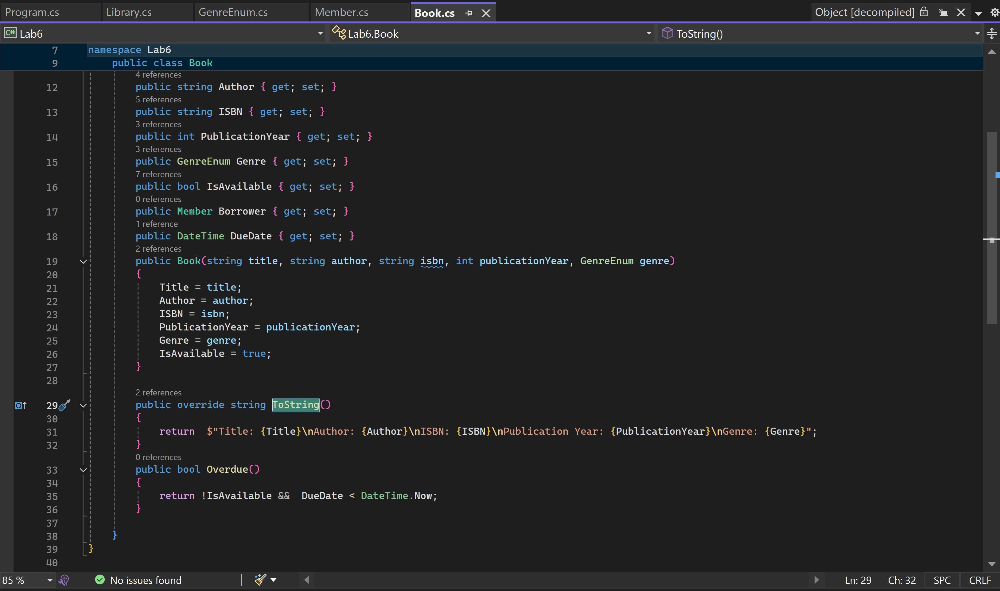 Program.cs Library.cs GenreEnum.cs Member.cs Book.cs Object [decompiled]
C# Lab6 Lab6.Book ToString()
7 namespace Lab6
9 public class Book
4 references
12 public string Author { get; set; }
5 references
13 public string ISBN { get; set; }
3 references
14 public int PublicationYear { get; set; }
3 references
15 public GenreEnum Genre { get; set; }
7 references
16 public bool IsAvailable { get; set; }
0 references
17 public Member Borrower { get; set; }
1 reference
18 public DateTime DueDate { get; set; }
2 references
19 public Book(string title, string author, string isbn, int publicationYear, GenreEnum genre)
20 {
21 Title = title;
22 Author = author;
23 ISBN = isbn;
24 PublicationYear = publicationYear;
25 Genre = genre;
26 IsAvailable = true;
27 }
28
2 references
29 public override string ToString()
30 {
31 return  $"Title: {Title}\nAuthor: {Author}\nISBN: {ISBN}\nPublication Year: {PublicationYear}\nGenre: {Genre}";
32 }
0 references
33 public bool Overdue()
34 {
35 return !IsAvailable &&  DueDate < DateTime.Now;
36 }
37
38 }
39 }
40
85 % No issues found Ln: 29 Ch: 32 SPC CRLF